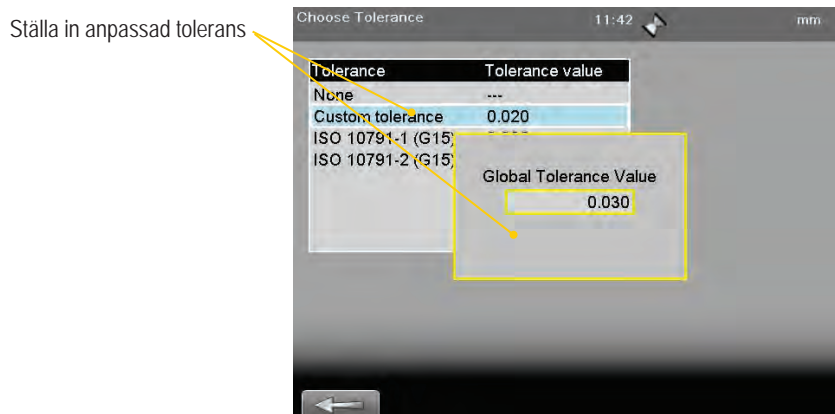 Ställa in anpassad tolerans
Choose Tolerance 11:42 mm
Tolerance Tolerance value
None ---
Custom tolerance 0.020
ISO 10791-1 (G15)
ISO 10791-2 (G15)
Global Tolerance Value
0.030